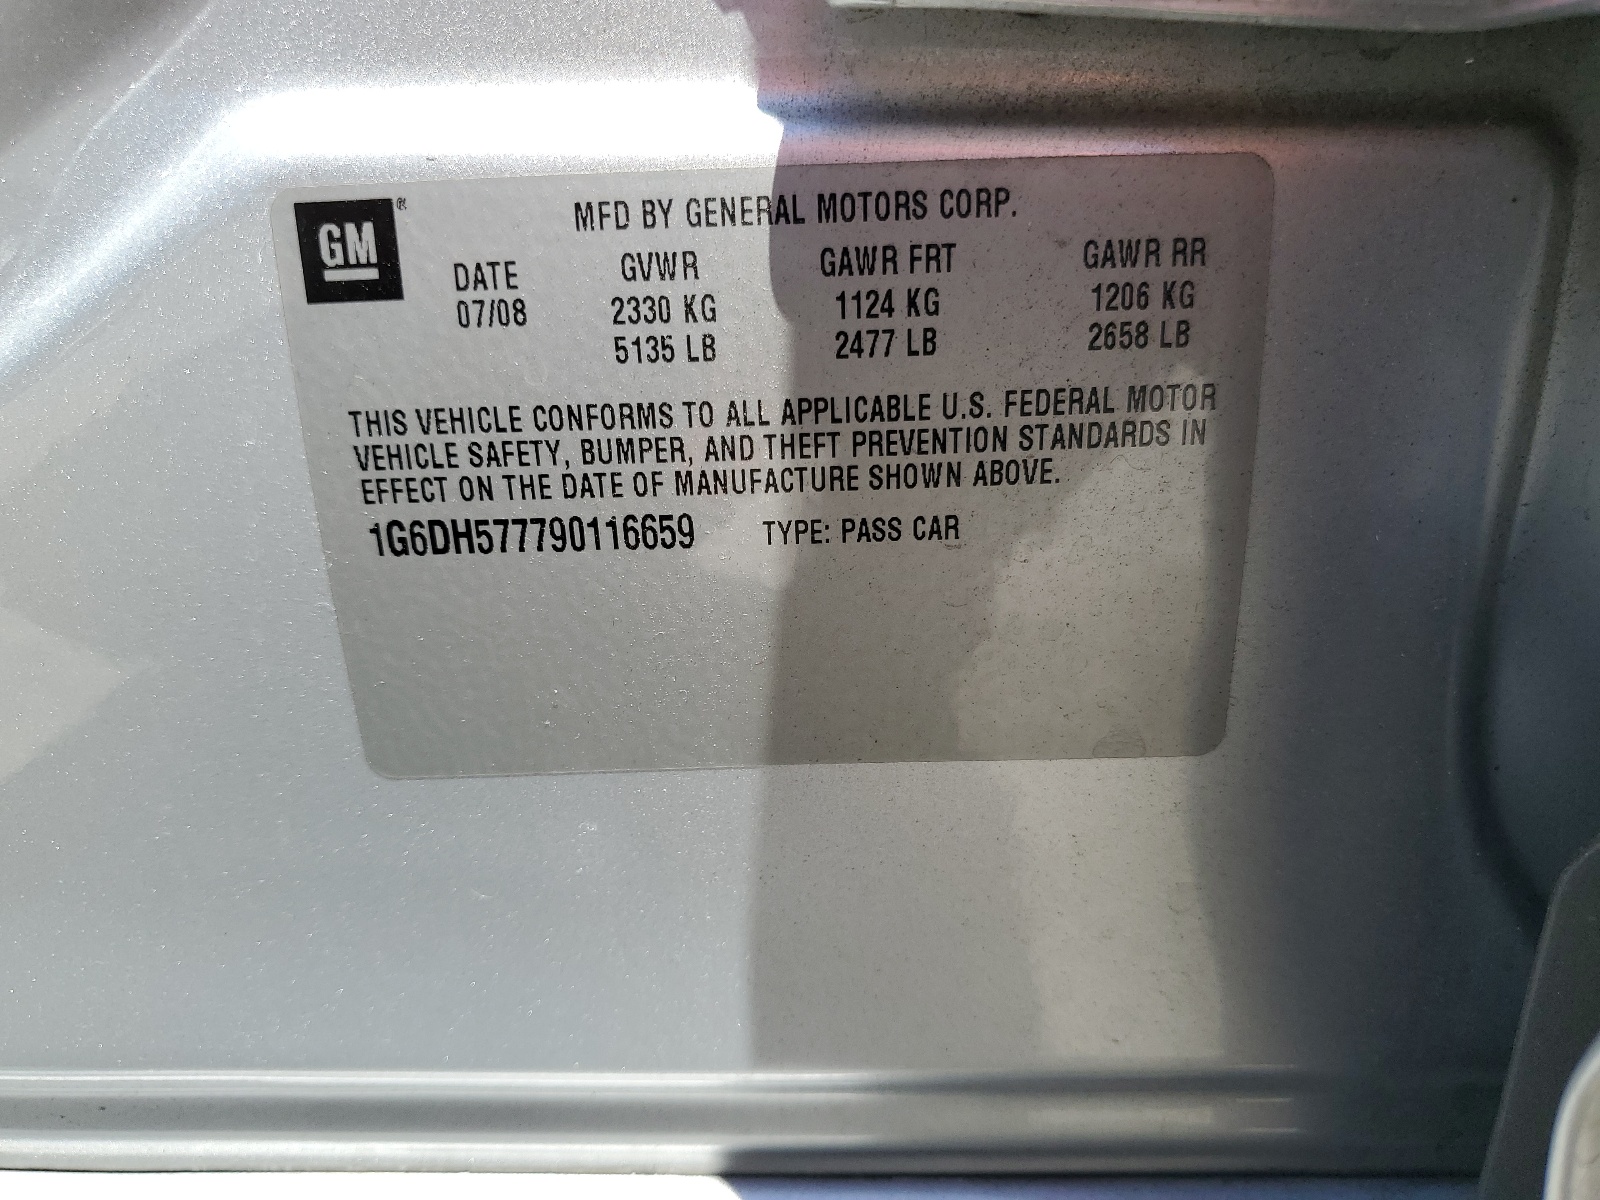 GM®
MFD BY GENERAL MOTORS CORP.
DATE GVWR GAWR FRT GAWR RR
07/08 2330 KG 1124 KG 1206 KG
5135 LB 2477 LB 2658 LB
THIS VEHICLE CONFORMS TO ALL APPLICABLE U.S. FEDERAL MOTOR
VEHICLE SAFETY, BUMPER, AND THEFT PREVENTION STANDARDS IN
EFFECT ON THE DATE OF MANUFACTURE SHOWN ABOVE.
1G6DH577790116659 TYPE: PASS CAR